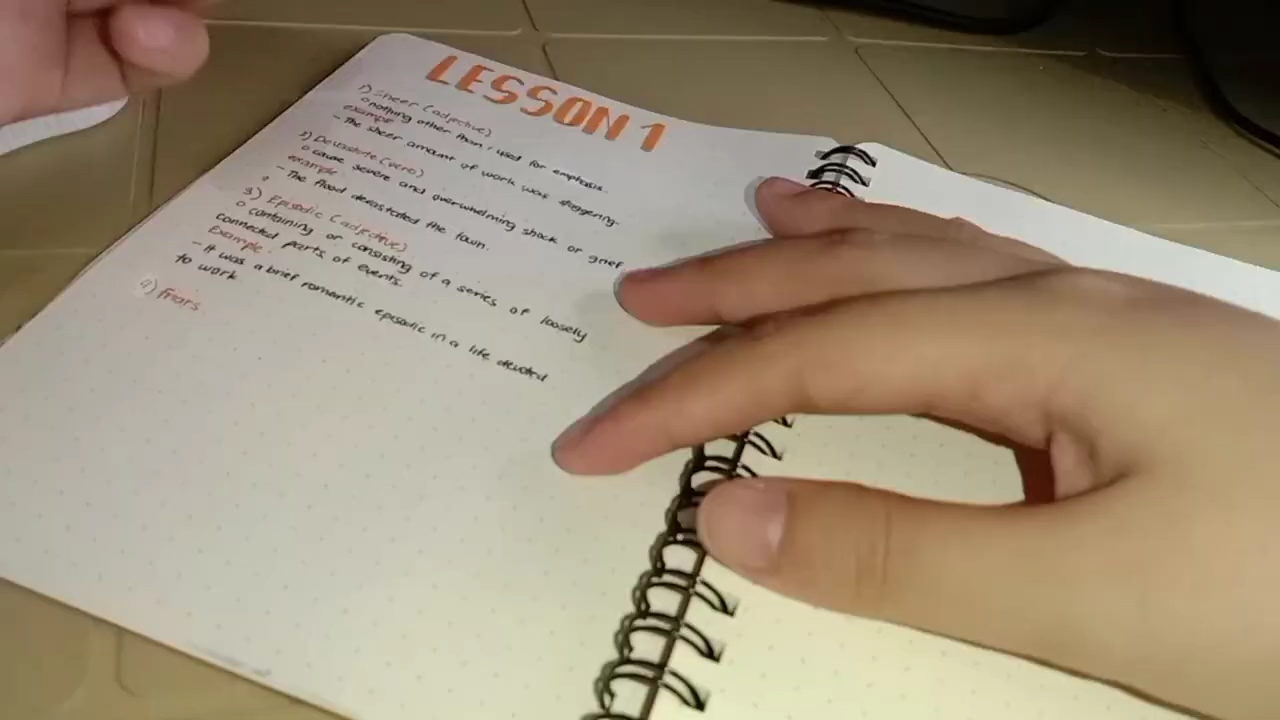 LESSON 1
1) Sheer (adjective)
o nothing other than ; used for emphasis.
example
- The sheer amount of work was staggering.
2) Devastate (verb)
o cause severe and overwhelming shock or grief
example
- The flood devastated the town.
3) Episodic (adjective)
o containing or consisting of a series of loosely
connected parts of events.
Example
- It was a brief romantic episodic in a life devoted
to work
4) friars